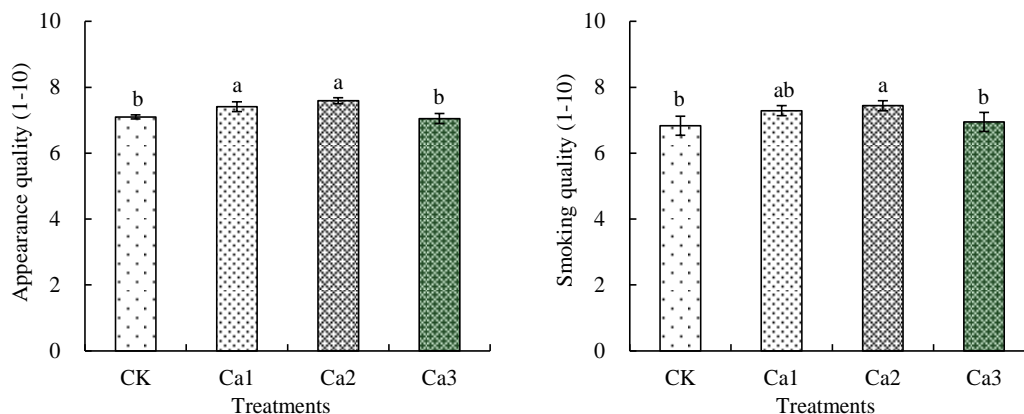 Appearance quality (1-10)
10
8
6
4
2
0
b
a
a
b
CK
Ca1
Ca2
Ca3
Treatments
Smoking quality (1-10)
10
8
6
4
2
0
b
ab
a
b
CK
Ca1
Ca2
Ca3
Treatments